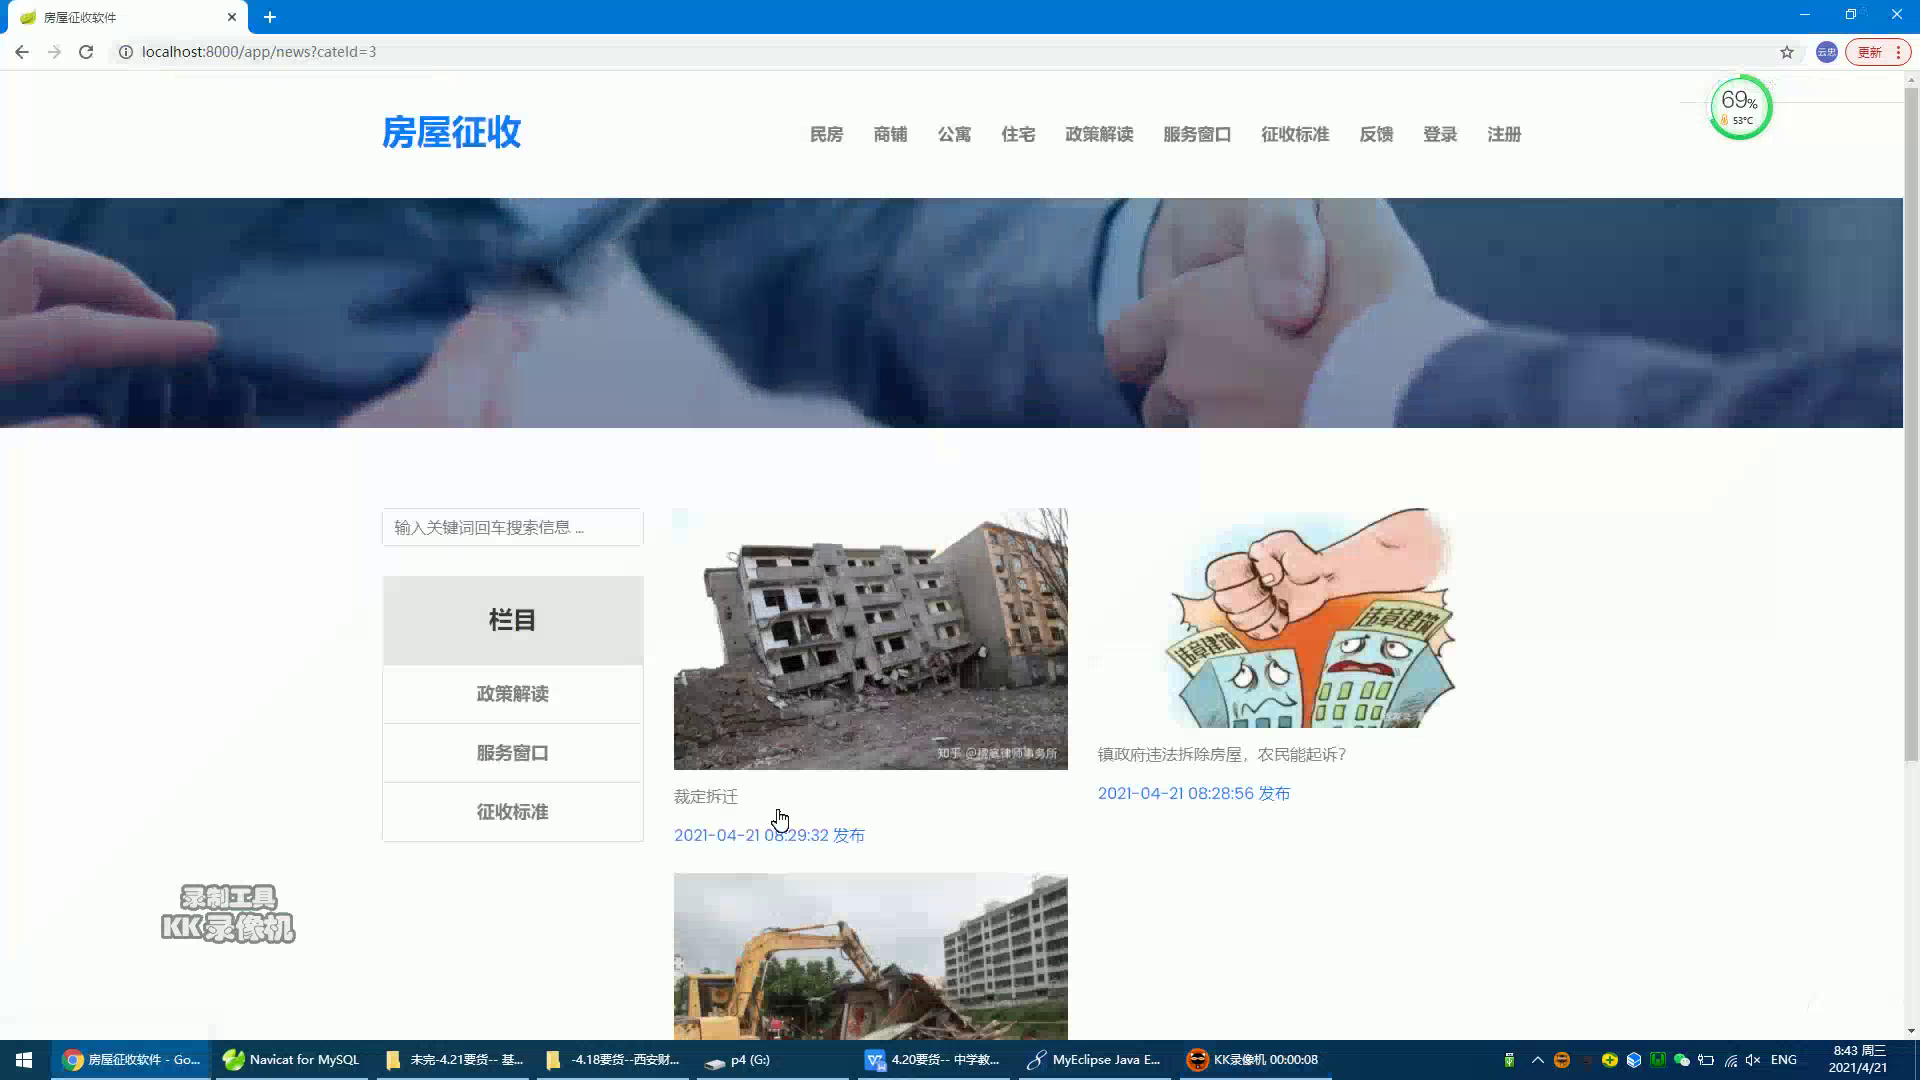 房屋征收软件
localhost:8000/app/news?cateId=3
云忠
更新
69%
53°C
房屋征收
民房 商铺 公寓 住宅 政策解读 服务窗口 征收标准 反馈 登录 注册
输入关键词回车搜索信息 ...
栏目
政策解读
服务窗口
征收标准
裁定拆迁
2021-04-21 08:29:32 发布
违章建筑
违章建筑
镇政府违法拆除房屋，农民能起诉?
2021-04-21 08:28:56 发布
录制工具
KK录像机
房屋征收软件 - Go...
Navicat for MySQL
未完-4.21要货-- 基...
-4.18要货--西安财...
p4 (G:)
4.20要货-- 中学教...
MyEclipse Java E...
KK录像机 00:00:08
ENG
8:43 周三
2021/4/21